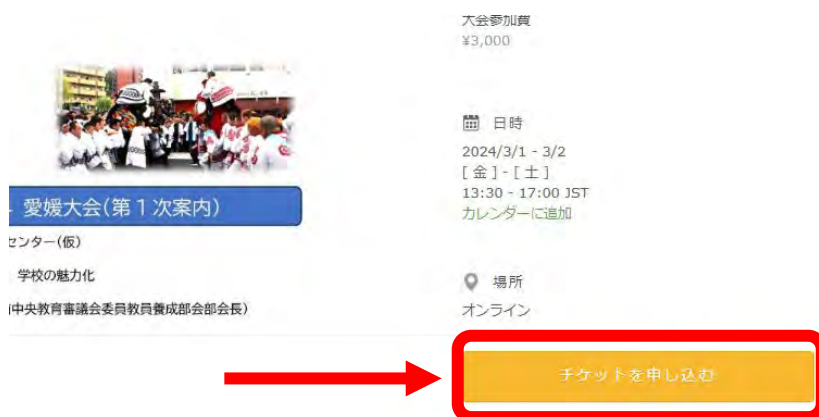 愛媛大会(第1次案内)
センター(仮)
学校の魅力化
中央教育審議会委員教員養成部会部会長)
大会参加費
¥3,000
日時
2024/3/1 - 3/2
[ 金 ] - [ 土 ]
13:30 - 17:00 JST
カレンダーに追加
場所
オンライン
チケットを申し込む